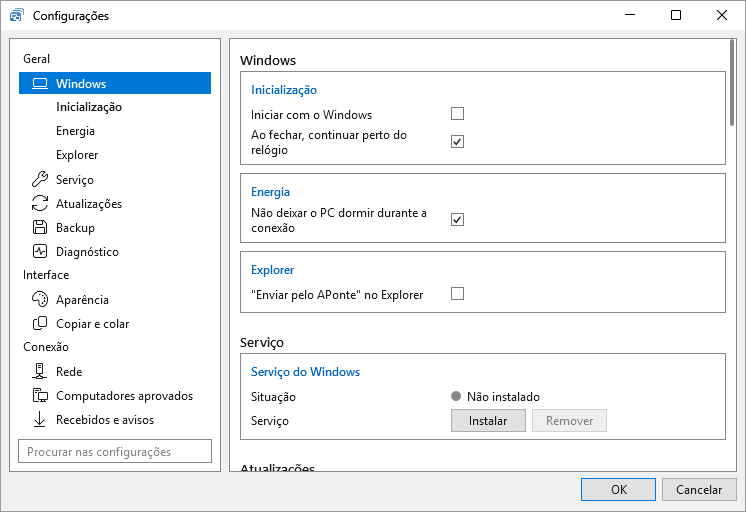 Configurações
Geral
Windows
Inicialização
Energia
Explorer
Serviço
Atualizações
Backup
Diagnóstico
Interface
Aparência
Copiar e colar
Conexão
Rede
Computadores aprovados
Recebidos e avisos
Procurar nas configurações
Windows
Inicialização
Iniciar com o Windows
Ao fechar, continuar perto do
relógio
Energia
Não deixar o PC dormir durante a
conexão
Explorer
"Enviar pelo APonte" no Explorer
Serviço
Serviço do Windows
Situação Não instalado
Serviço Instalar Remover
Atualizações
OK Cancelar